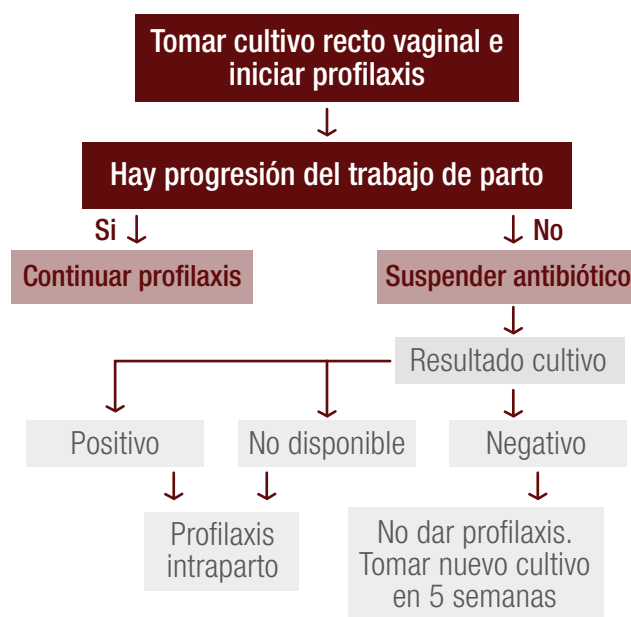 Tomar cultivo recto vaginal e
iniciar profilaxis
Hay progresión del trabajo de parto
Si
No
Continuar profilaxis
Suspender antibiótico
Resultado cultivo
Positivo
No disponible
Negativo
Profilaxis
intraparto
No dar profilaxis.
Tomar nuevo cultivo
en 5 semanas